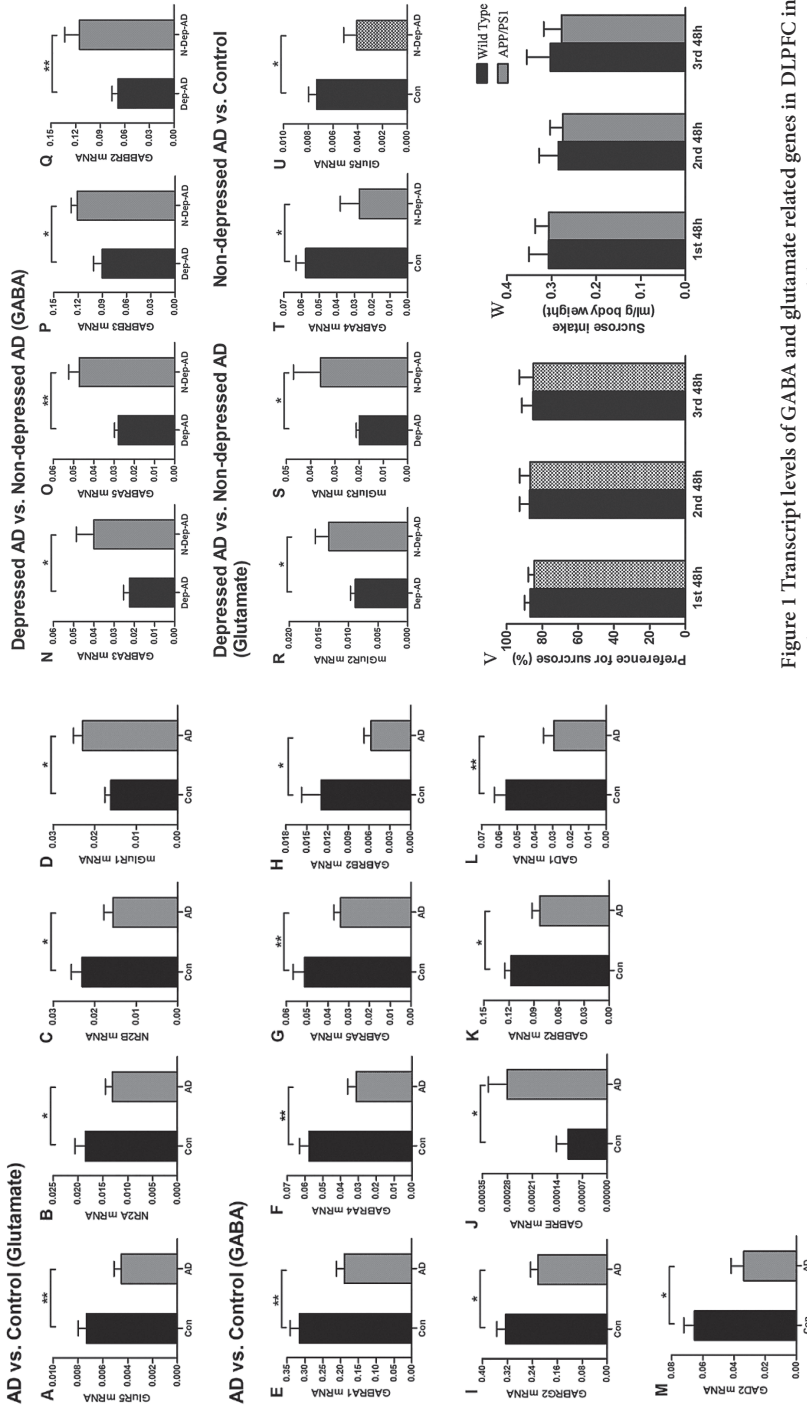 AD vs. Control (Glutamate)
A
GluR5 mRNA
0.010
0.008
0.006
0.004
0.002
0.000
**
Con
AD
B
NR2A mRNA
0.025
0.020
0.015
0.010
0.005
0.000
*
Con
AD
C
NR2B mRNA
0.03
0.02
0.01
0.00
*
Con
AD
D
mGluR1 mRNA
0.03
0.02
0.01
0.00
*
Con
AD
AD vs. Control (GABA)
E
GABRA1 mRNA
0.35
0.28
0.21
0.14
0.07
0.00
**
Con
AD
F
GABRA4 mRNA
0.07
0.06
0.05
0.04
0.03
0.02
0.01
0.00
**
Con
AD
G
GABRA5 mRNA
0.06
0.05
0.04
0.03
0.02
0.01
0.00
**
Con
AD
H
GABRB2 mRNA
0.018
0.015
0.012
0.009
0.006
0.003
0.000
*
Con
AD
I
GABRG2 mRNA
0.40
0.32
0.24
0.16
0.08
0.00
*
Con
AD
J
GABRE mRNA
0.00035
0.00028
0.00021
0.00014
0.00007
0.00000
*
Con
AD
K
GABBR2 mRNA
0.15
0.12
0.09
0.06
0.03
0.00
*
Con
AD
L
GAD1 mRNA
0.07
0.06
0.05
0.04
0.03
0.02
0.01
0.00
**
Con
AD
M
GAD2 mRNA
0.08
0.06
0.04
0.02
0.00
*
Con
AD
Depressed AD vs. Non-depressed AD (GABA)
N
GABRA3 mRNA
0.06
0.05
0.04
0.03
0.02
0.01
0.00
*
Dep-AD
N-Dep-AD
O
GABRA5 mRNA
0.06
0.05
0.04
0.03
0.02
0.01
0.00
**
Dep-AD
N-Dep-AD
P
GABRB3 mRNA
0.15
0.12
0.09
0.06
0.03
0.00
*
Dep-AD
N-Dep-AD
Q
GABBR2 mRNA
0.15
0.12
0.09
0.06
0.03
0.00
**
Dep-AD
N-Dep-AD
Depressed AD vs. Non-depressed AD
(Glutamate)
R
mGluR2 mRNA
0.020
0.015
0.010
0.005
0.000
*
Dep-AD
N-Dep-AD
S
mGluR3 mRNA
0.05
0.04
0.03
0.02
0.01
0.00
*
Dep-AD
N-Dep-AD
Non-depressed AD vs. Control
T
GABRA4 mRNA
0.07
0.06
0.05
0.04
0.03
0.02
0.01
0.00
*
Con
N-Dep-AD
U
GluR5 mRNA
0.010
0.008
0.006
0.004
0.002
0.000
*
Con
N-Dep-AD
V
Preference for surcrose (%)
100
80
60
40
20
0
1st 48h
2nd 48h
3rd 48h
W
Sucrose intake
(ml/g body weight)
0.4
0.3
0.2
0.1
0.0
1st 48h
2nd 48h
3rd 48h
Wild Type
APP/PS1
Figure 1 Transcript levels of GABA and glutamate related genes in DLPFC in